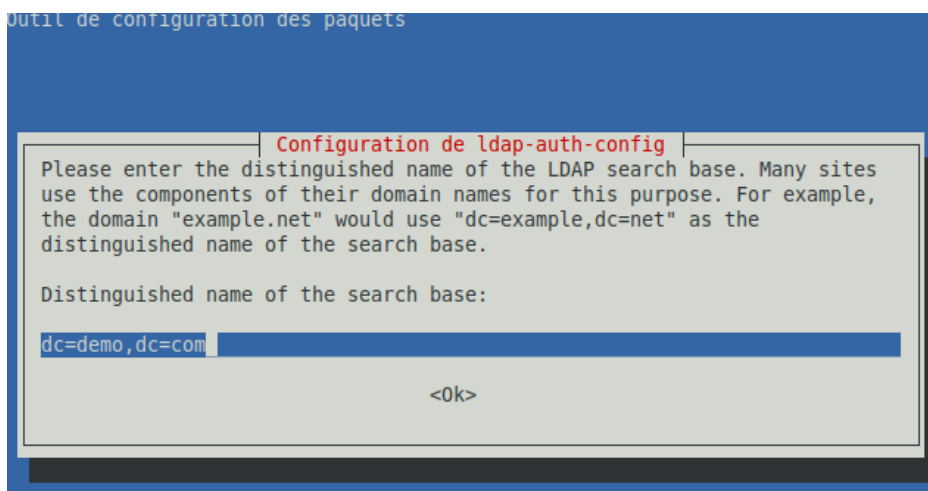 Outil de configuration des paquets
Configuration de ldap-auth-config
Please enter the distinguished name of the LDAP search base. Many sites
use the components of their domain names for this purpose. For example,
the domain "example.net" would use "dc=example,dc=net" as the
distinguished name of the search base.
Distinguished name of the search base:
dc=demo,dc=com
<Ok>